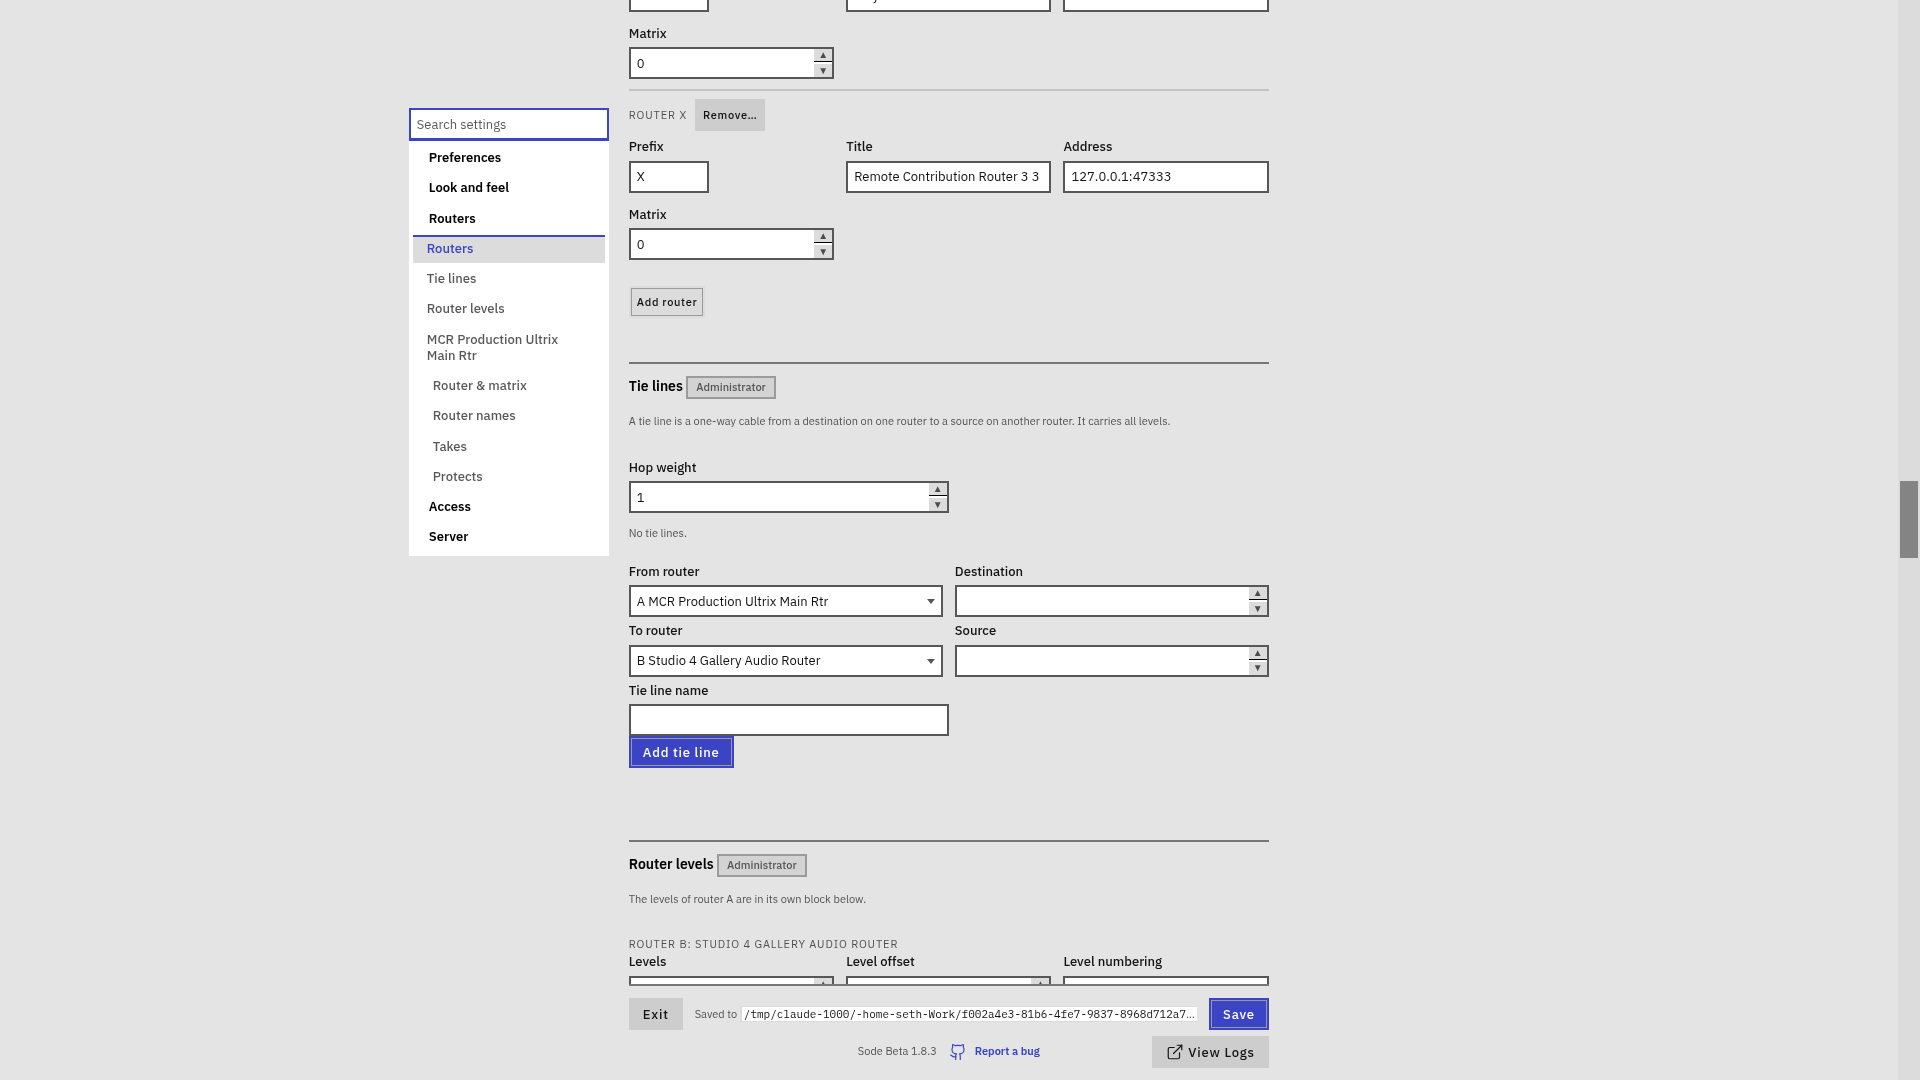 Matrix
0
ROUTER X Remove...
Prefix Title Address
X Remote Contribution Router 3 3 127.0.0.1:47333
Matrix
0
Add router
Search settings
Preferences
Look and feel
Routers
Routers
Tie lines
Router levels
MCR Production Ultrix
Main Rtr
Router & matrix
Router names
Takes
Protects
Access
Server
Tie lines Administrator
A tie line is a one-way cable from a destination on one router to a source on another router. It carries all levels.
Hop weight
1
No tie lines.
From router Destination
A MCR Production Ultrix Main Rtr
To router Source
B Studio 4 Gallery Audio Router
Tie line name
Add tie line
Router levels Administrator
The levels of router A are in its own block below.
ROUTER B: STUDIO 4 GALLERY AUDIO ROUTER
Levels Level offset Level numbering
Exit Saved to /tmp/claude-1000/-home-seth-Work/f002a4e3-81b6-4fe7-9837-8968d712a7... Save
Sode Beta 1.8.3 Report a bug View Logs